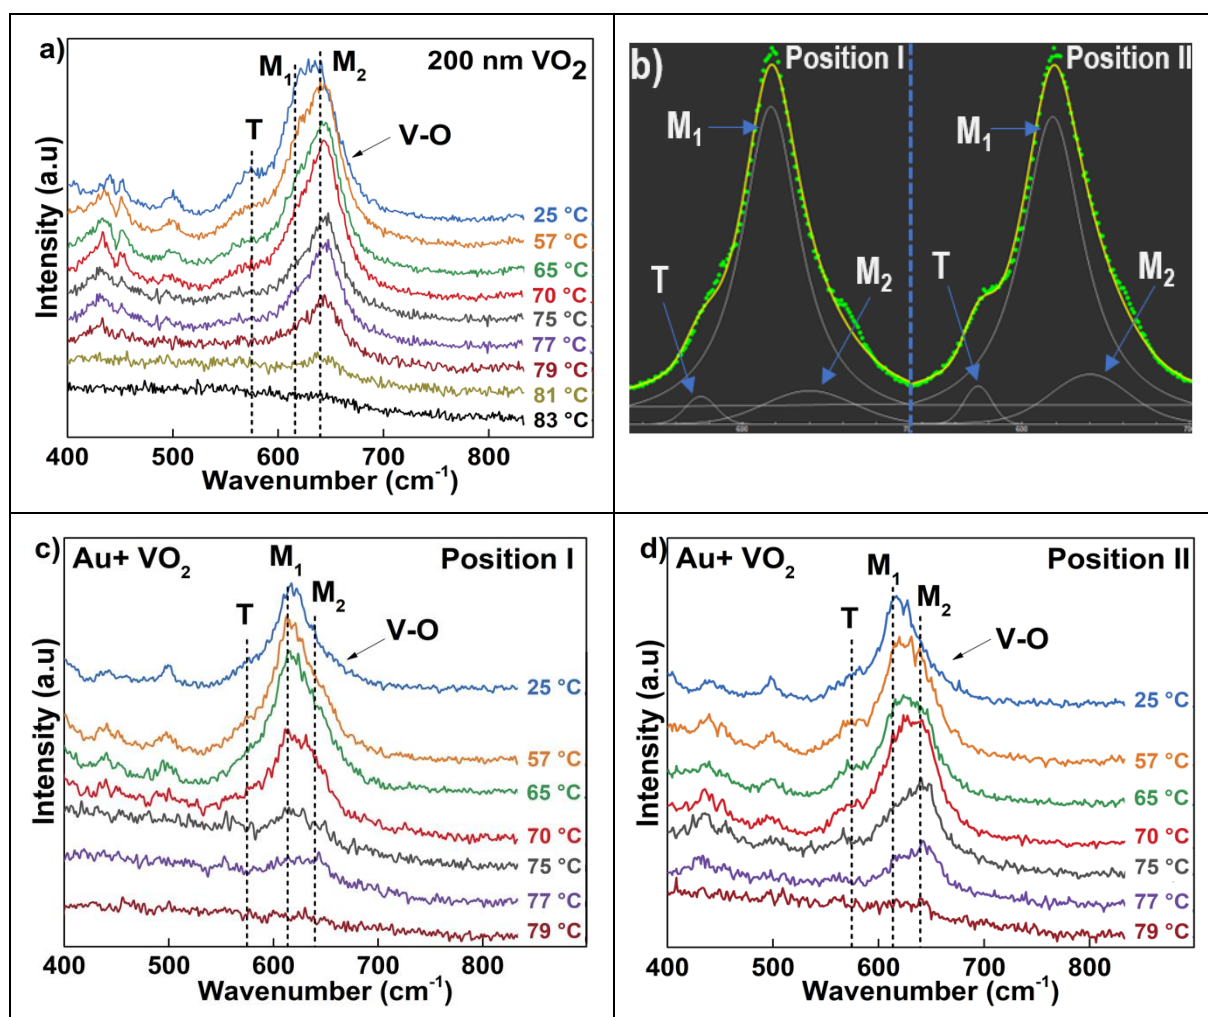 a)
M₁ M₂ 200 nm VO₂
T
V-O
25 °C
57 °C
65 °C
70 °C
75 °C
77 °C
79 °C
81 °C
83 °C
Intensity (a.u)
400 500 600 700 800
Wavenumber (cm⁻¹)
b) Position I Position II
M₁ M₁
T T M₂ M₂
600 600
c) Au+ VO₂ Position I
M₁
T M₂
V-O
25 °C
57 °C
65 °C
70 °C
75 °C
77 °C
79 °C
Intensity (a.u)
400 500 600 700 800
Wavenumber (cm⁻¹)
d) Au+ VO₂ Position II
M₁
T M₂
V-O
25 °C
57 °C
65 °C
70 °C
75 °C
77 °C
79 °C
Intensity (a.u)
400 500 600 700 800
Wavenumber (cm⁻¹)